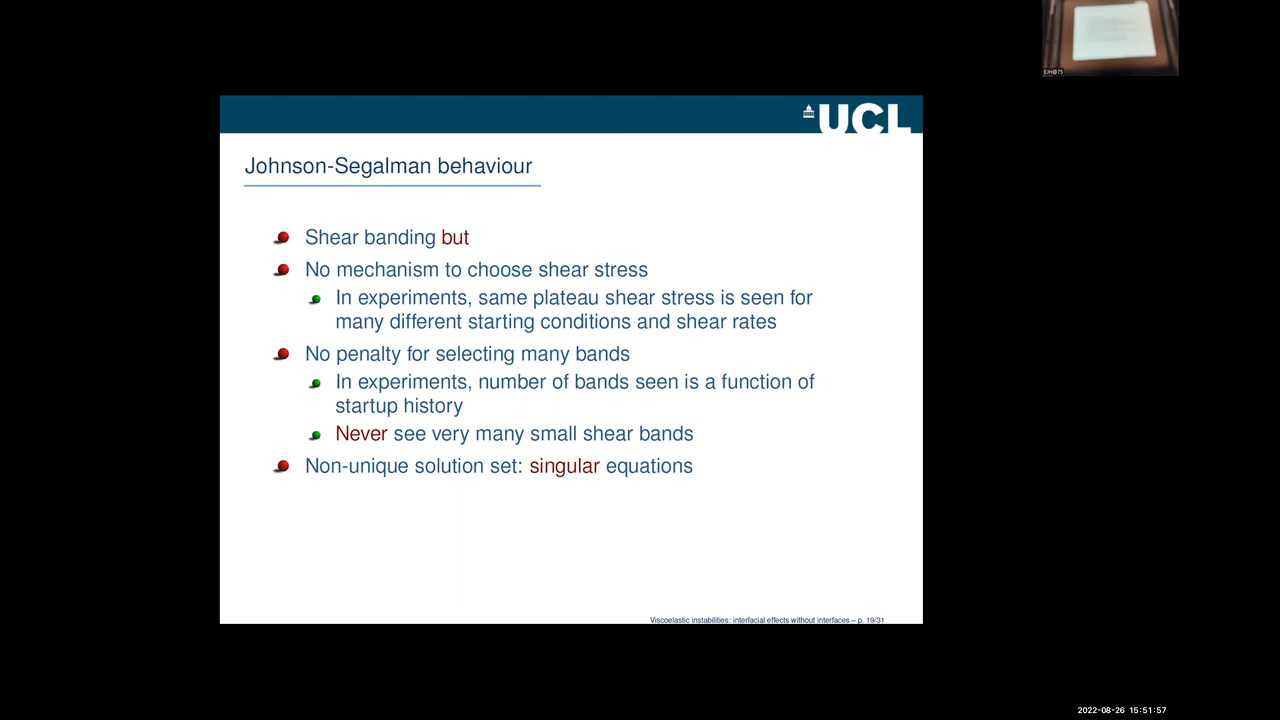 EJH@75
UCL
Johnson-Segalman behaviour
Shear banding but
No mechanism to choose shear stress
In experiments, same plateau shear stress is seen for
many different starting conditions and shear rates
No penalty for selecting many bands
In experiments, number of bands seen is a function of
startup history
Never see very many small shear bands
Non-unique solution set: singular equations
Viscoelastic instabilities: interfacial effects without interfaces – p. 19/31
2022-08-26 15:51:57